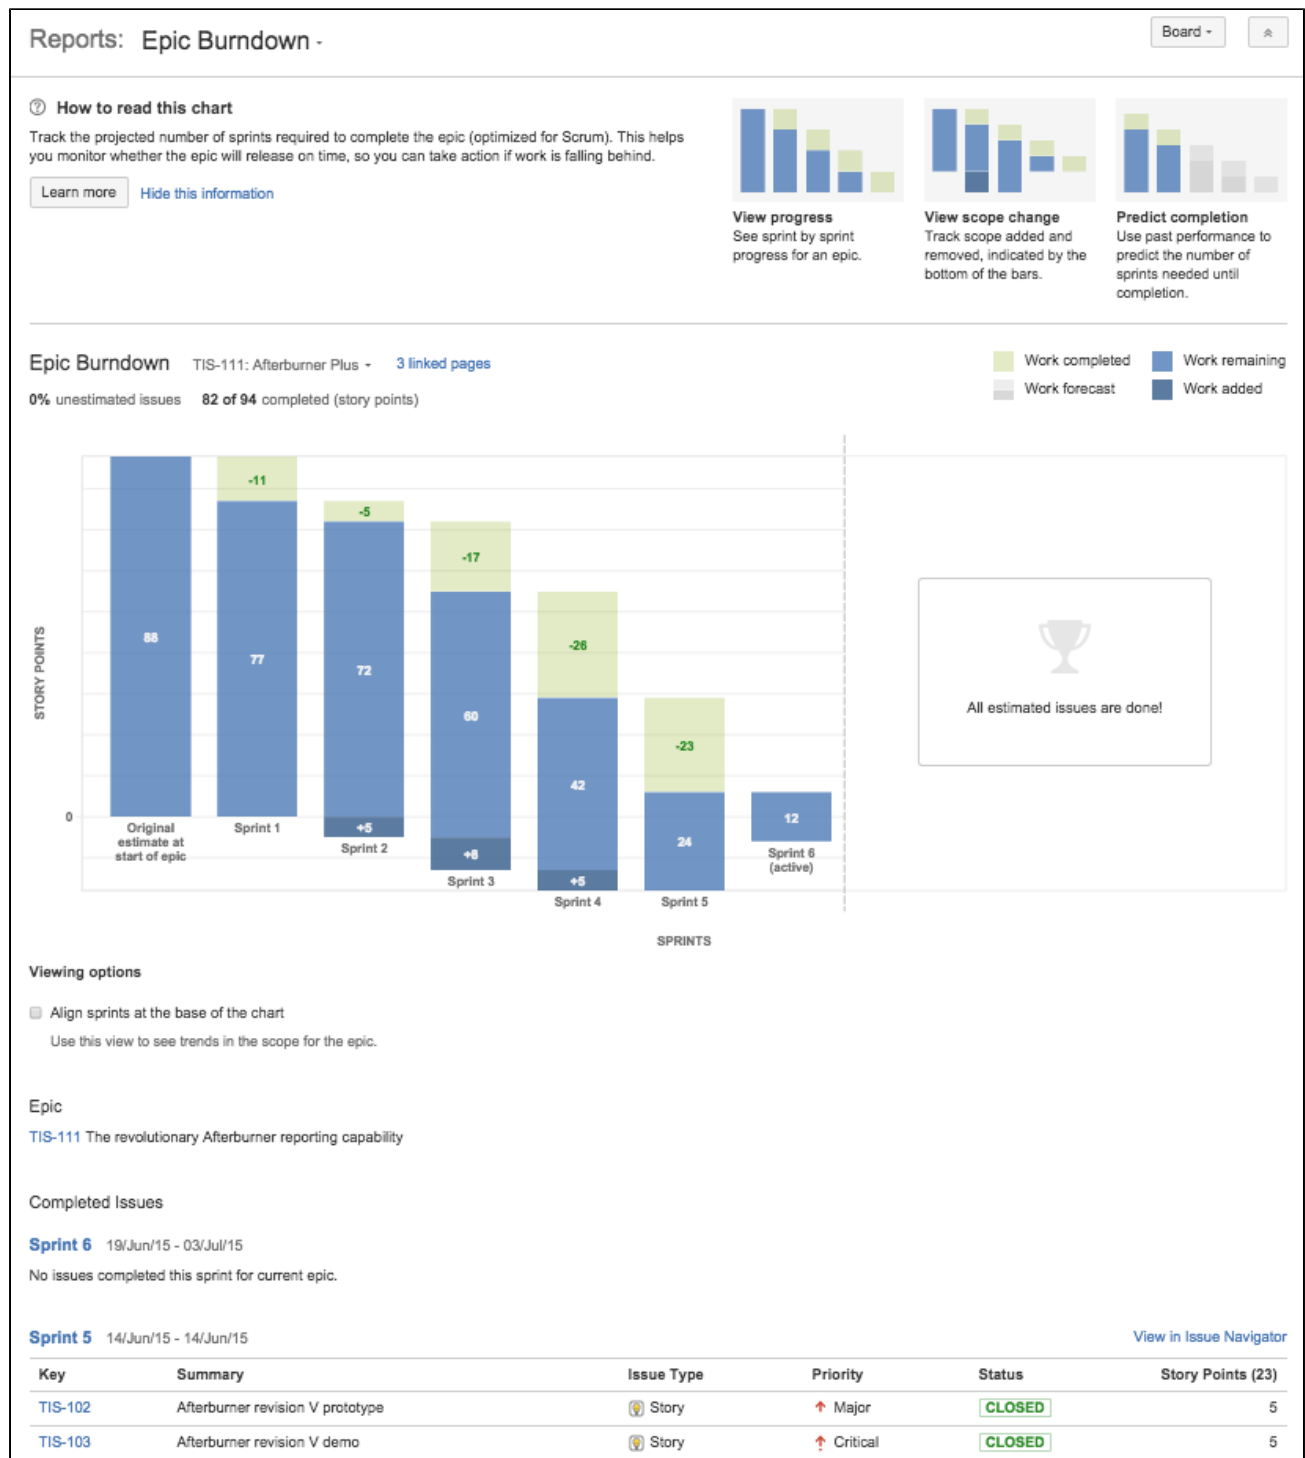 Reports: Epic Burndown
Board
How to read this chart
Track the projected number of sprints required to complete the epic (optimized for Scrum). This helps
you monitor whether the epic will release on time, so you can take action if work is falling behind.
Learn more Hide this information
View progress
See sprint by sprint
progress for an epic.
View scope change
Track scope added and
removed, indicated by the
bottom of the bars.
Predict completion
Use past performance to
predict the number of
sprints needed until
completion.
Epic Burndown TIS-111: Afterburner Plus 3 linked pages
0% unestimated issues 82 of 94 completed (story points)
Work completed Work remaining
Work forecast Work added
STORY POINTS
0
88
Original
estimate at
start of epic
-11
77
Sprint 1
-5
72
+5
Sprint 2
-17
60
+8
Sprint 3
-26
42
+5
Sprint 4
-23
24
Sprint 5
12
Sprint 6
(active)
All estimated issues are done!
SPRINTS
Viewing options
Align sprints at the base of the chart
Use this view to see trends in the scope for the epic.
Epic
TIS-111 The revolutionary Afterburner reporting capability
Completed Issues
Sprint 6 19/Jun/15 - 03/Jul/15
No issues completed this sprint for current epic.
Sprint 5 14/Jun/15 - 14/Jun/15 View in Issue Navigator
Key Summary Issue Type Priority Status Story Points (23)
TIS-102 Afterburner revision V prototype Story Major CLOSED 5
TIS-103 Afterburner revision V demo Story Critical CLOSED 5